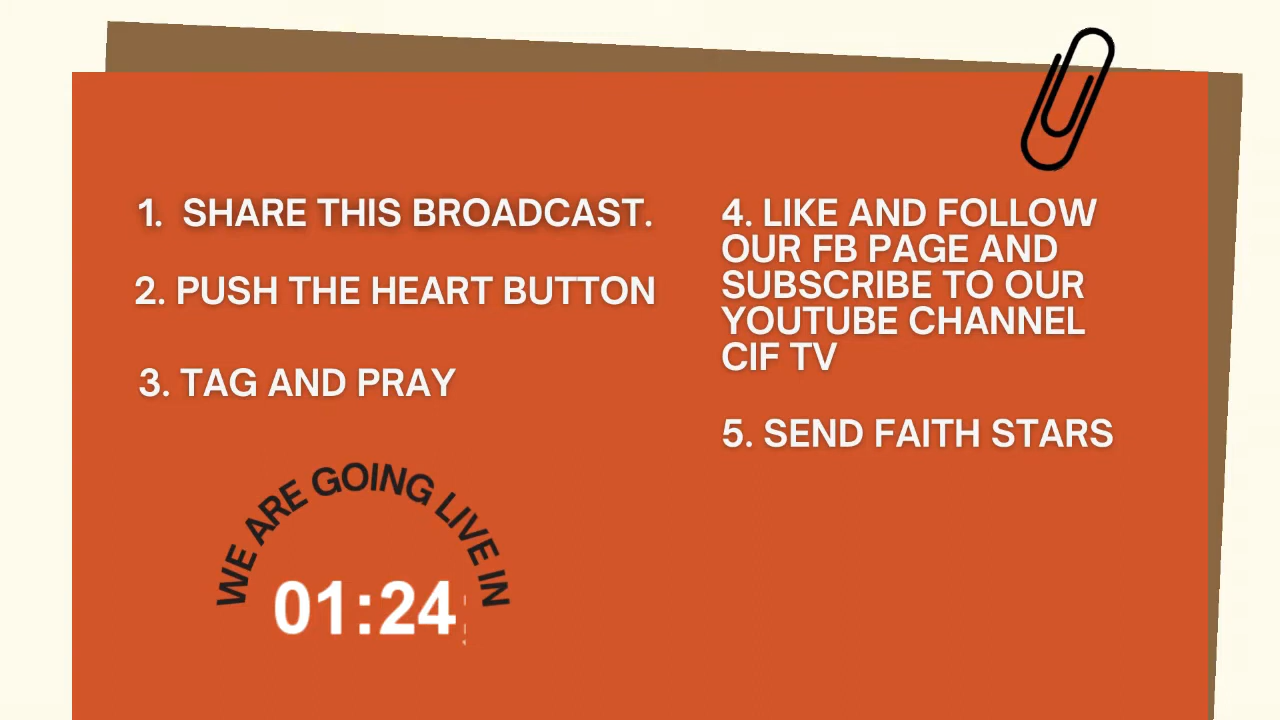 1. SHARE THIS BROADCAST.
2. PUSH THE HEART BUTTON
3. TAG AND PRAY
4. LIKE AND FOLLOW
OUR FB PAGE AND
SUBSCRIBE TO OUR
YOUTUBE CHANNEL
CIF TV
5. SEND FAITH STARS
WE ARE GOING LIVE IN
01:24